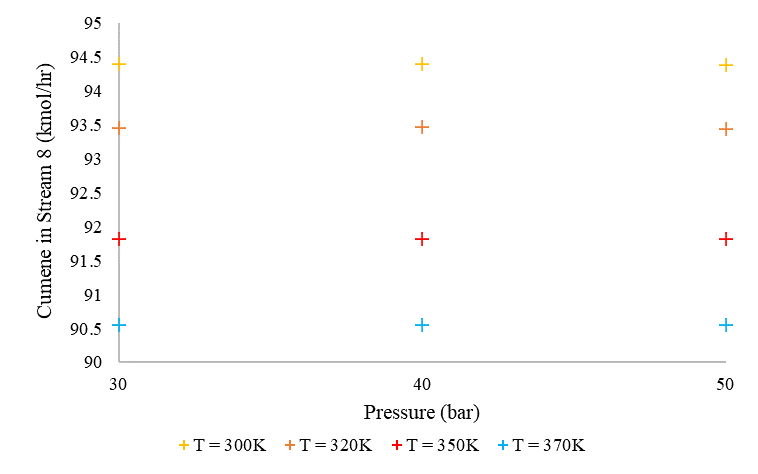 95
94.5
94
93.5
93
92.5
92
91.5
91
90.5
90
Cumene in Stream 8 (kmol/hr)
30 40 50
Pressure (bar)
T = 300K T = 320K T = 350K T = 370K